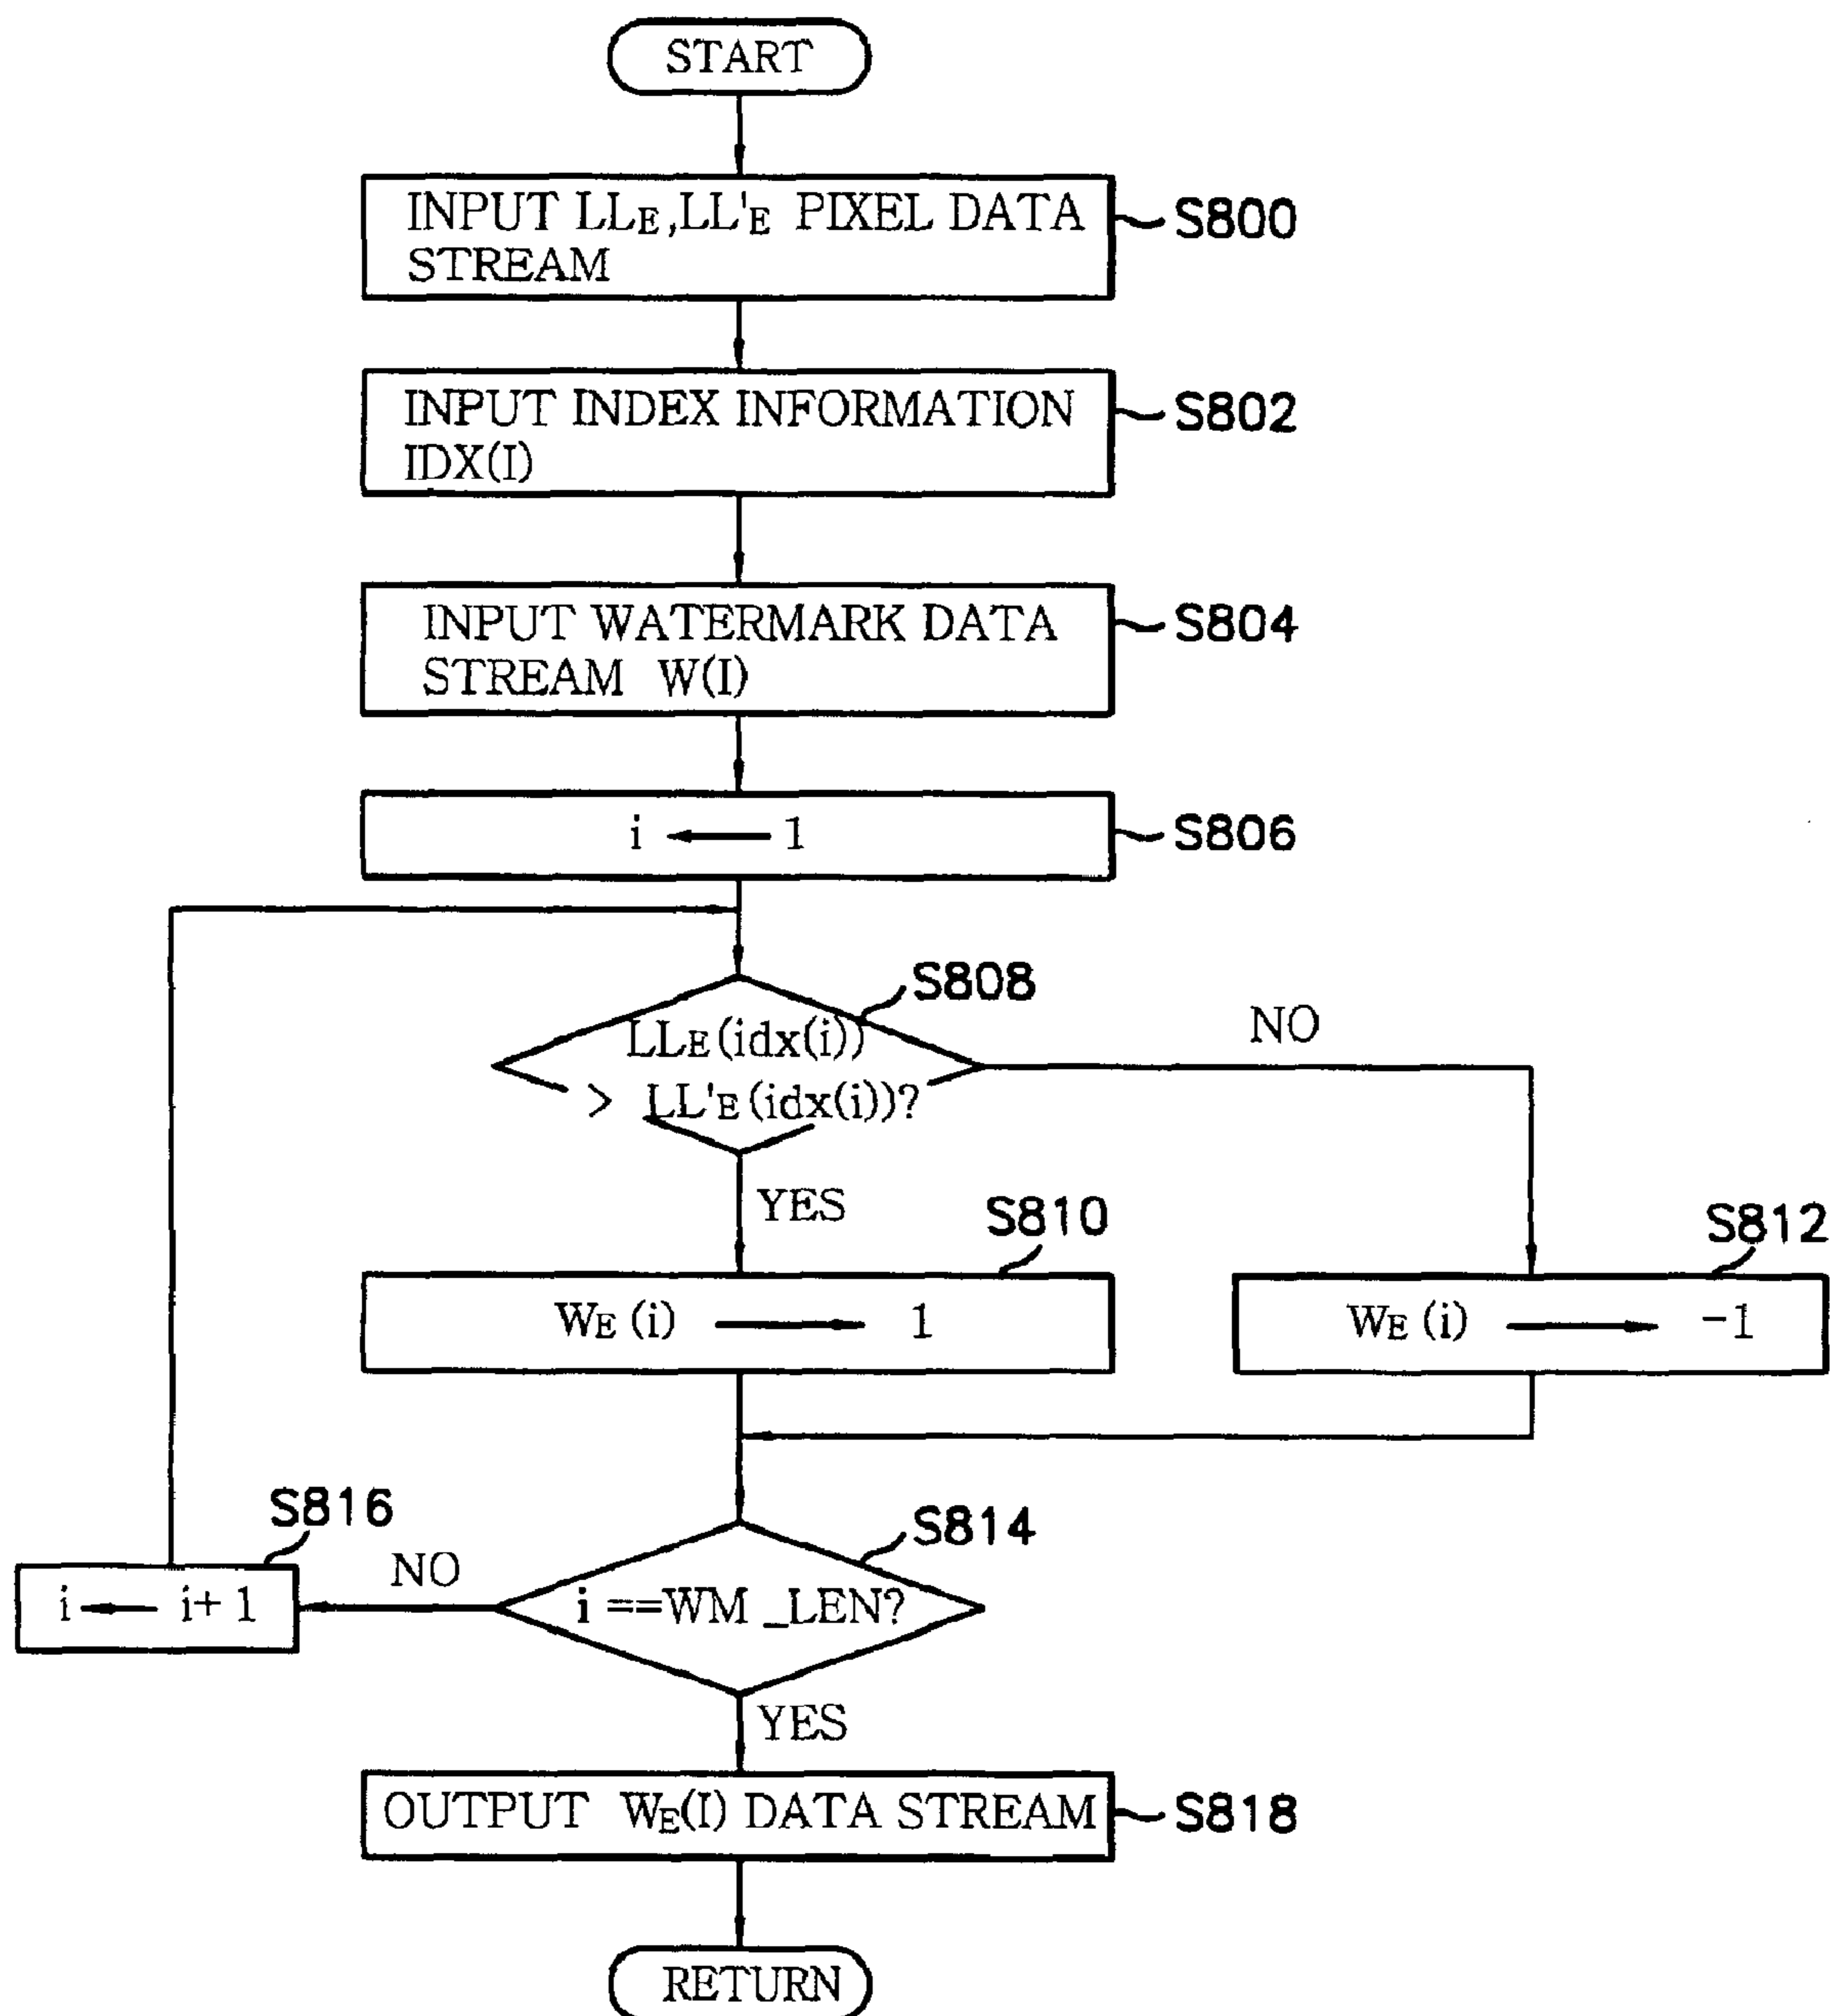 START
INPUT LLE,LL'E PIXEL DATA
STREAM
S800
INPUT INDEX INFORMATION
IDX(I)
S802
INPUT WATERMARK DATA
STREAM W(I)
S804
i ← 1
S806
S808
LLE(idx(i))
> LL'E(idx(i))?
NO
YES
S810
WE(i) → 1
S812
WE(i) → -1
S814
i ==WM_LEN?
NO
S816
i ← i+1
YES
OUTPUT WE(I) DATA STREAM
S818
RETURN